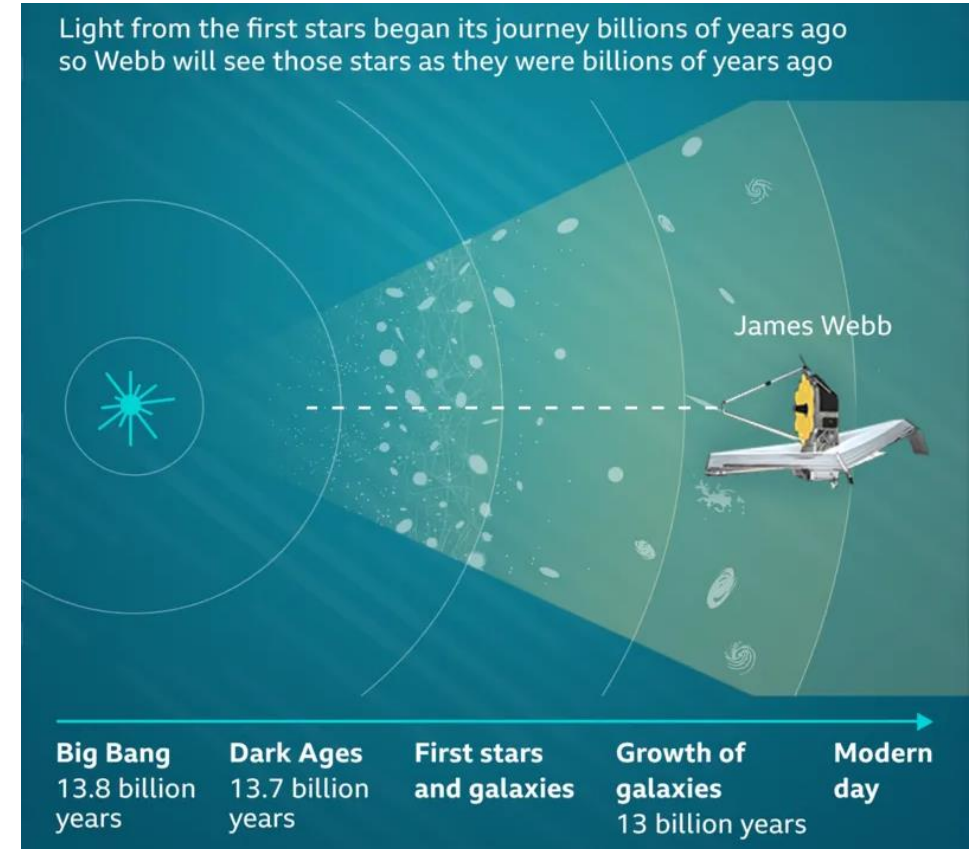 Light from the first stars began its journey billions of years ago
so Webb will see those stars as they were billions of years ago
James Webb
Big Bang
13.8 billion
years
Dark Ages
13.7 billion
years
First stars
and galaxies
Growth of
galaxies
13 billion years
Modern
day